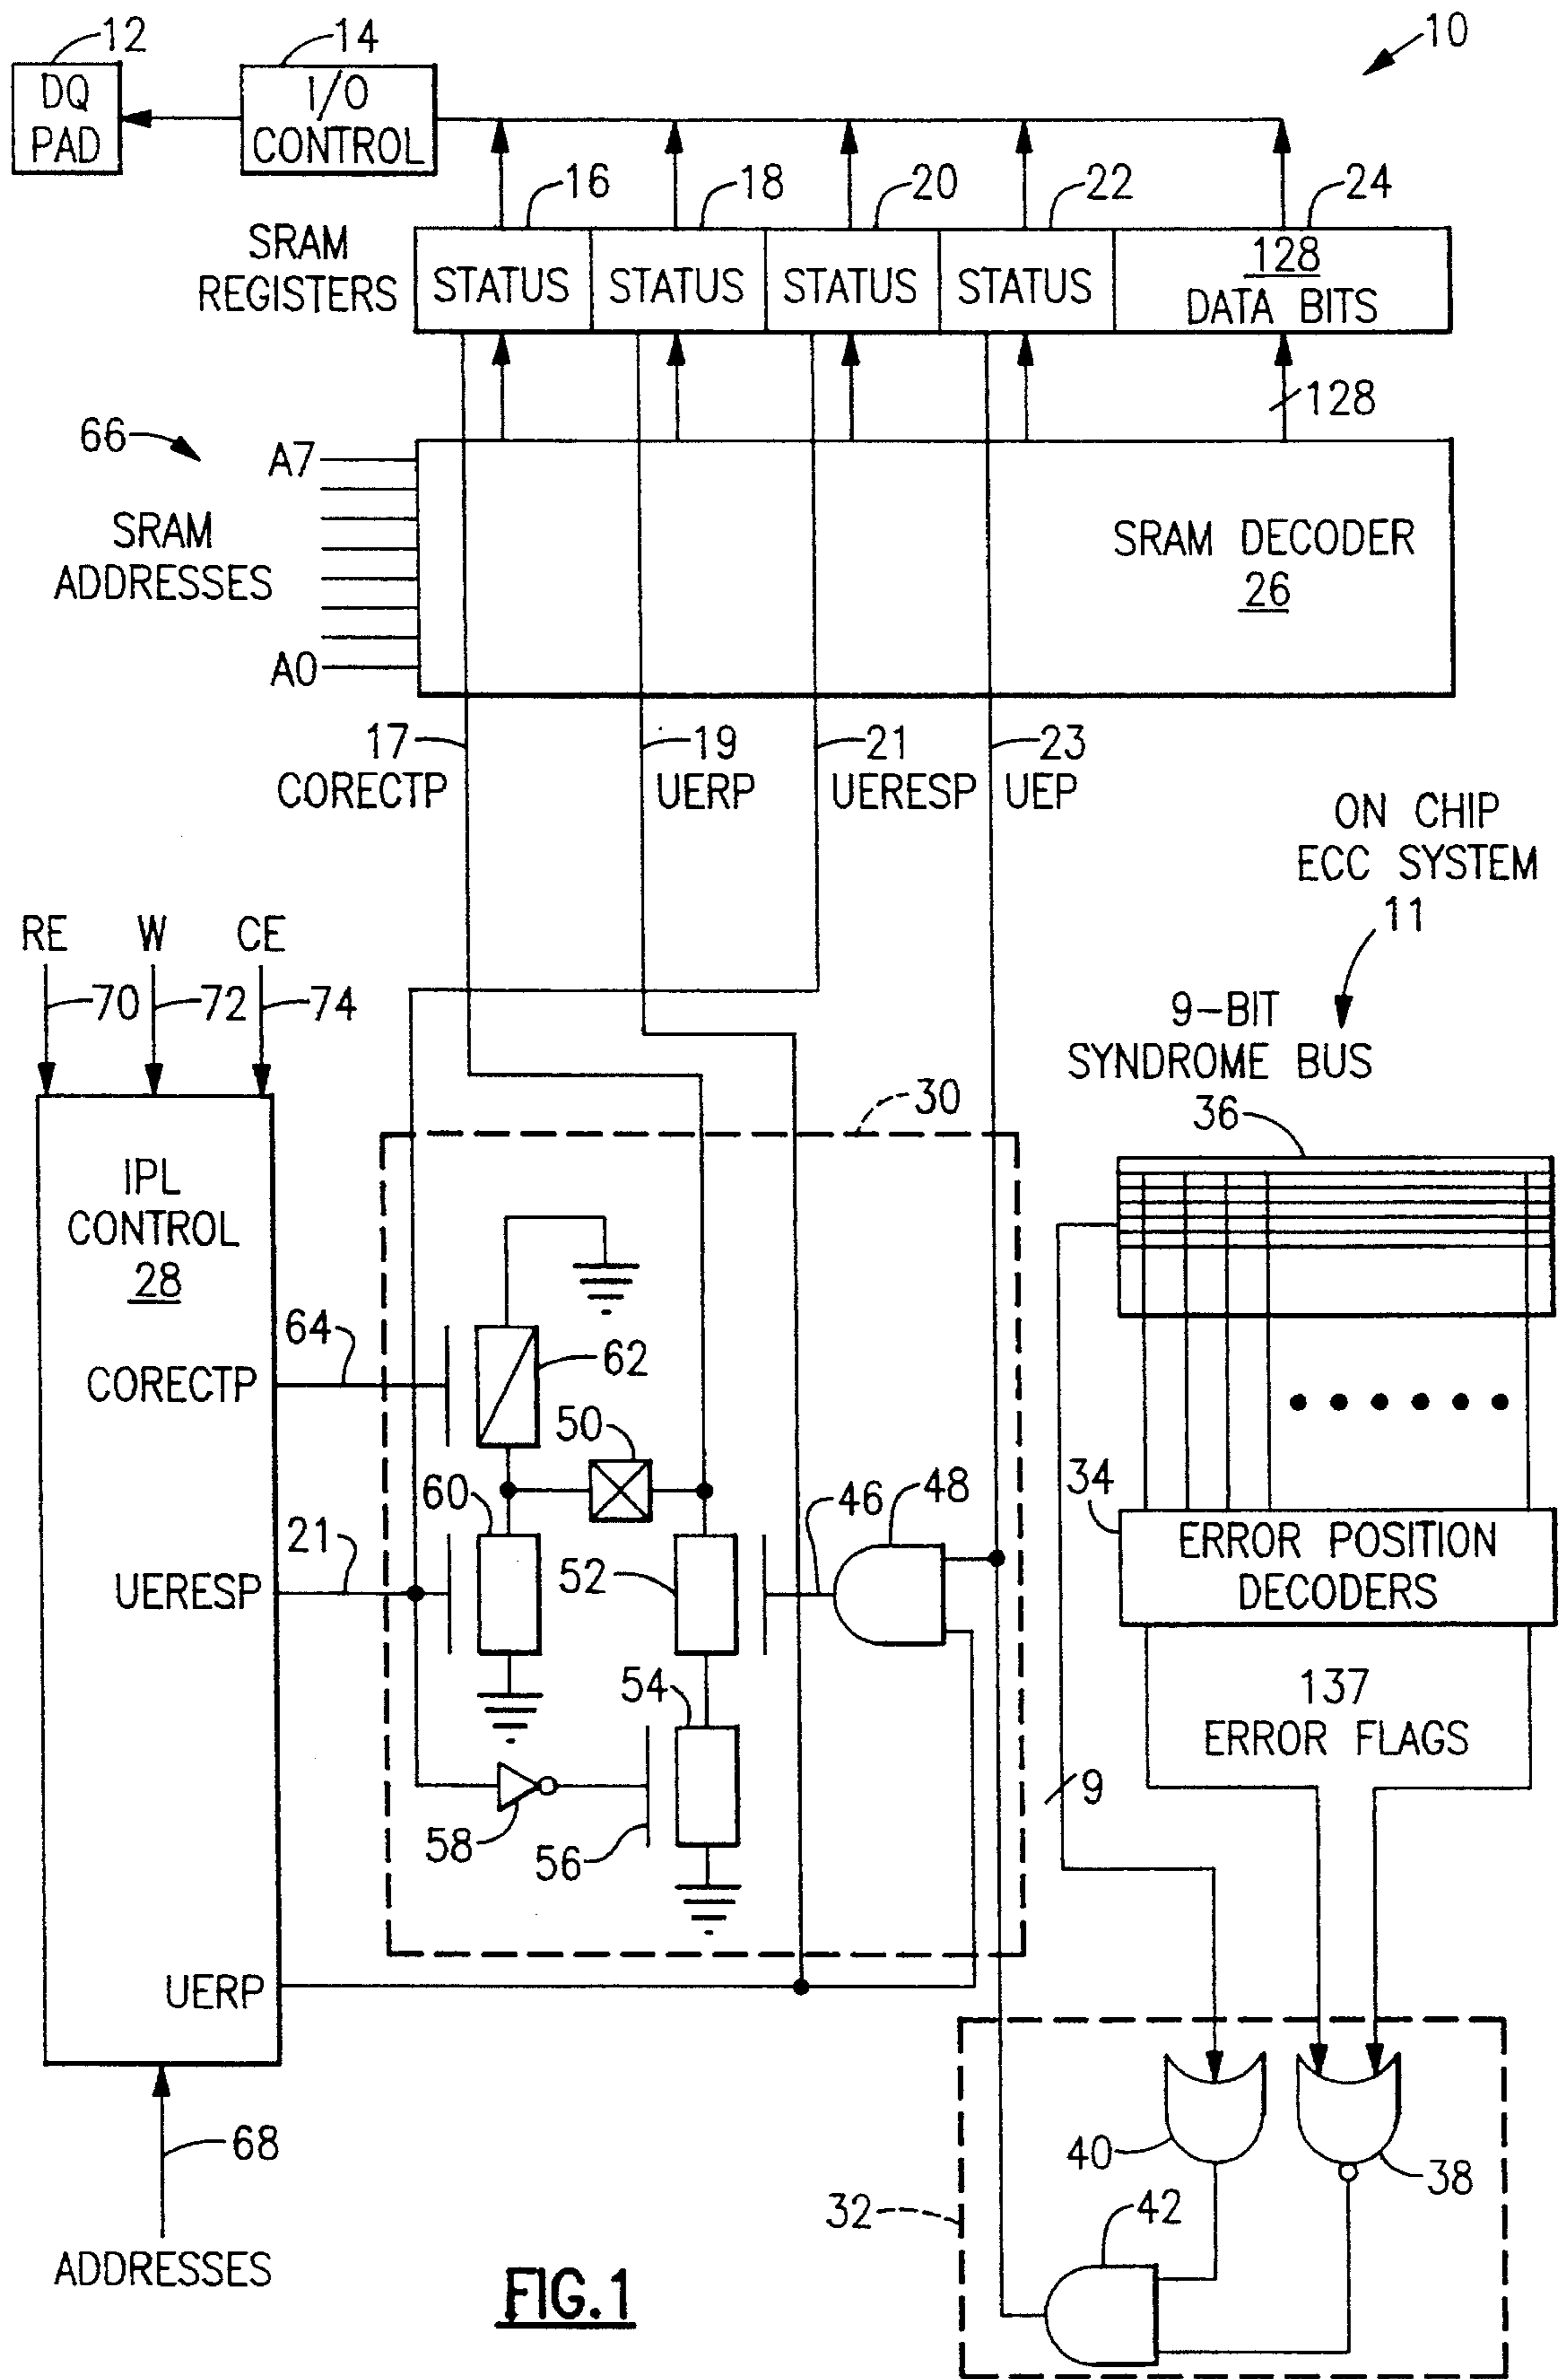 12
14
10
DQ
PAD
I/O
CONTROL
16
18
20
22
24
SRAM
REGISTERS
STATUS
STATUS
STATUS
STATUS
128
DATA BITS
128
66
A7
SRAM
ADDRESSES
A0
SRAM DECODER
26
17
CORECTP
19
UERP
21
UERESP
23
UEP
ON CHIP
ECC SYSTEM
11
RE
W
CE
70
72
74
9-BIT
SYNDROME BUS
36
30
IPL
CONTROL
28
64
62
CORECTP
50
60
46
48
34
ERROR POSITION
DECODERS
21
UERESP
52
54
137
ERROR FLAGS
58
56
9
UERP
68
40
38
32
42
ADDRESSES
FIG.1